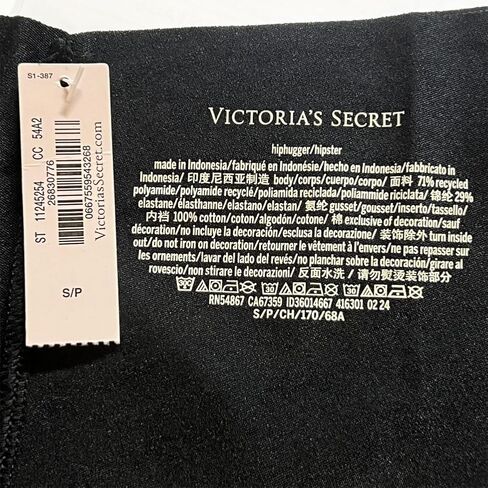 S1-387
ST 11245254 CC 54A2
26830776
0667559543268
VictoriasSecret.com
S/P
VICTORIA'S SECRET
hiphugger/hipster
made in Indonesia/fabriqué en Indonésie/hecho en Indonesia/fabbricato in
Indonesia/ 印度尼西亚制造 body/corps/cuerpo/corpo/ 面料 71% recycled
polyamide/polyamide recyclé/poliamida reciclada/poliammide riciclata/ 锦纶 29%
elastane/élasthanne/elastano/elastan/ 氨纶 gusset/gousset/inserto/tassello/
内裆 100% cotton/coton/algodón/cotone/ 棉 exclusive of decoration/sauf
décoration/no incluye la decoración/esclusa la decorazione/ 装饰除外 turn inside
out/do not iron on decoration/retourner le vêtement à l'envers/ne pas repasser sur
les ornements/lavar del lado del revés/no planchar sobre la decoración/girare al
rovescio/non stirare le decorazioni/ 反面水洗 / 请勿熨烫装饰部分
30 30
RN54867 CA67359 ID36014667 416301 02 24
S/P/CH/170/68A